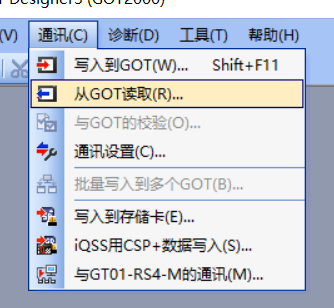 Designer3 (GOT2000)
(V) 通讯(C) 诊断(D) 工具(T) 帮助(H)
写入到GOT(W)... Shift+F11
从GOT读取(R)...
与GOT的校验(O)...
通讯设置(C)...
批量写入到多个GOT(B)...
写入到存储卡(E)...
iQSS用CSP+数据写入(S)...
与GT01-RS4-M的通讯(M)...